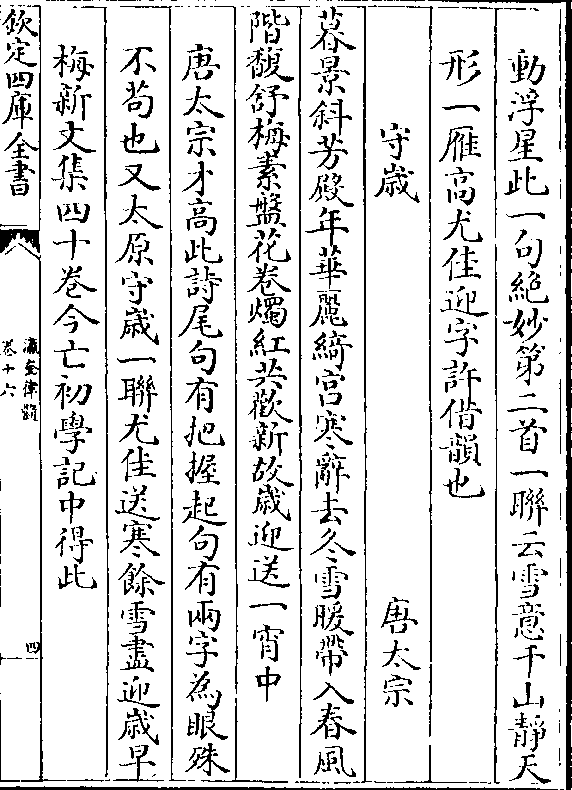 動浮星此一句絶妙第二首一聯云雪意千山靜天
形一雁高尤佳迎字許借韻也
守歳 唐太宗
暮景斜芳殿年華麗綺宫寒辭去冬雪暖帶入春風
階馥舒梅素盤花卷燭紅共歡新故歳迎送一宵中
唐太宗才高此詩尾句有把握起句有兩字為眼殊
不茍也又太原守歳一聯尤佳送寒餘雪盡迎歳早
梅新文集四十卷今亡初學記中得此
欽定四庫全書
瀛奎律髓
卷十六
四